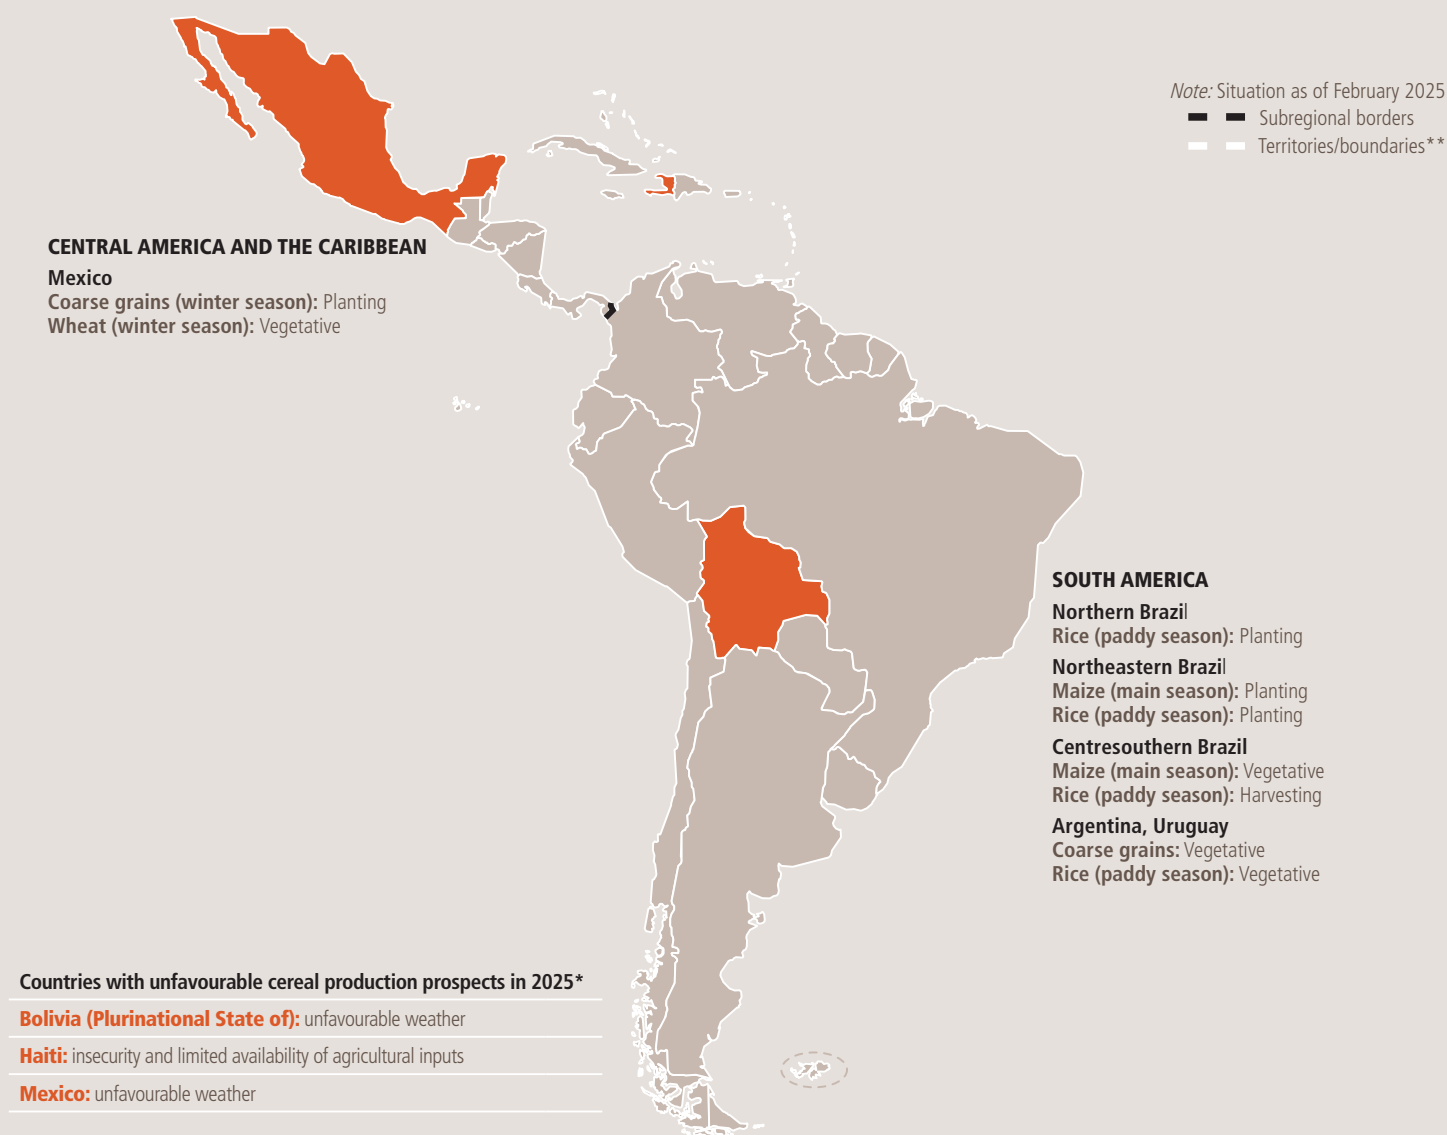 Note: Situation as of February 2025
Subregional borders
Territories/boundaries**
CENTRAL AMERICA AND THE CARIBBEAN
Mexico
Coarse grains (winter season): Planting
Wheat (winter season): Vegetative
SOUTH AMERICA
Northern Brazil
Rice (paddy season): Planting
Northeastern Brazil
Maize (main season): Planting
Rice (paddy season): Planting
Centresouthern Brazil
Maize (main season): Vegetative
Rice (paddy season): Harvesting
Argentina, Uruguay
Coarse grains: Vegetative
Rice (paddy season): Vegetative
Countries with unfavourable cereal production prospects in 2025*
Bolivia (Plurinational State of): unfavourable weather
Haiti: insecurity and limited availability of agricultural inputs
Mexico: unfavourable weather